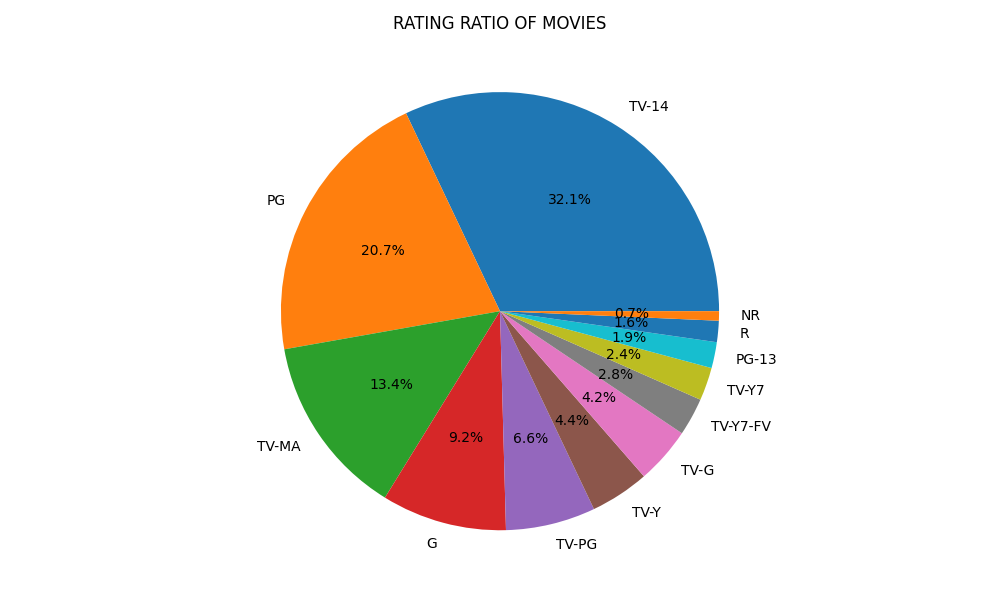 RATING RATIO OF MOVIES
TV-14
32.1%
PG
20.7%
TV-MA
13.4%
G
9.2%
TV-PG
6.6%
TV-Y
4.4%
TV-G
4.2%
TV-Y7-FV
2.8%
TV-Y7
2.4%
PG-13
1.9%
R
1.6%
NR
0.7%